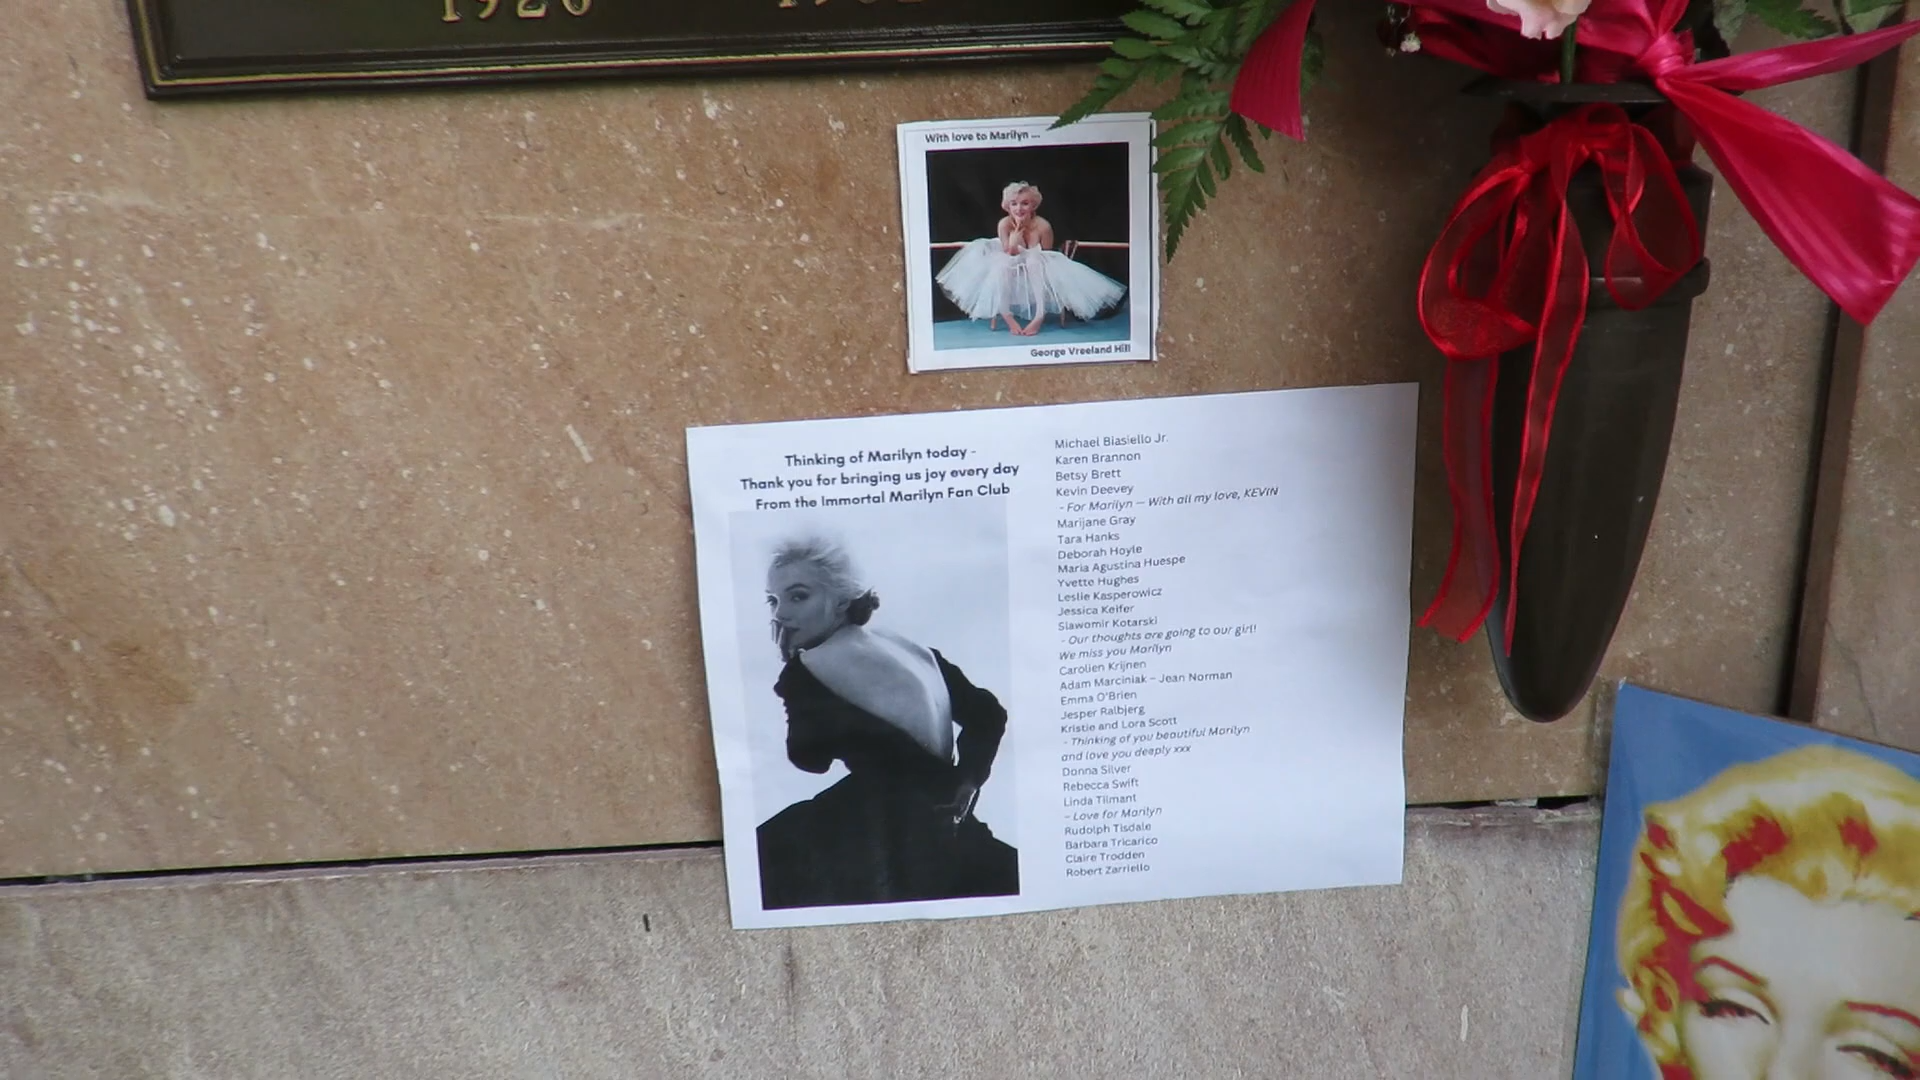 1926
With love to Marilyn ...
George Vreeland Hill
Thinking of Marilyn today -
Thank you for bringing us joy every day
From the Immortal Marilyn Fan Club
Michael Biasiello Jr.
Karen Brannon
Betsy Brett
Kevin Deevey
- For Marilyn – With all my love, KEVIN
Marijane Gray
Tara Hanks
Deborah Hoyle
Maria Agustina Huespe
Yvette Hughes
Leslie Kasperowicz
Jessica Keifer
Slawomir Kotarski
- Our thoughts are going to our girl!
We miss you Marilyn
Carolien Krijnen
Adam Marciniak – Jean Norman
Emma O'Brien
Jesper Ralbjerg
Kristie and Lora Scott
- Thinking of you beautiful Marilyn
and love you deeply xxx
Donna Silver
Rebecca Swift
Linda Tilmant
- Love for Marilyn
Rudolph Tisdale
Barbara Tricarico
Claire Trodden
Robert Zarriello